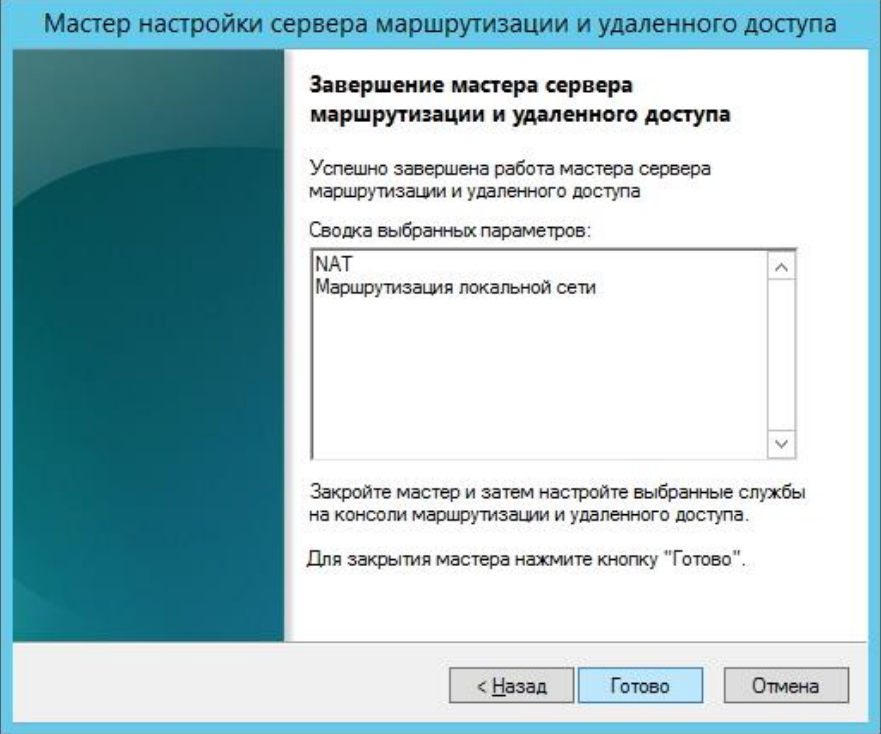 Мастер настройки сервера маршрутизации и удаленного доступа
Завершение мастера сервера
маршрутизации и удаленного доступа
Успешно завершена работа мастера сервера
маршрутизации и удаленного доступа
Сводка выбранных параметров:
NAT
Маршрутизация локальной сети
Закройте мастер и затем настройте выбранные службы
на консоли маршрутизации и удаленного доступа.
Для закрытия мастера нажмите кнопку "Готово".
< Назад
Готово
Отмена